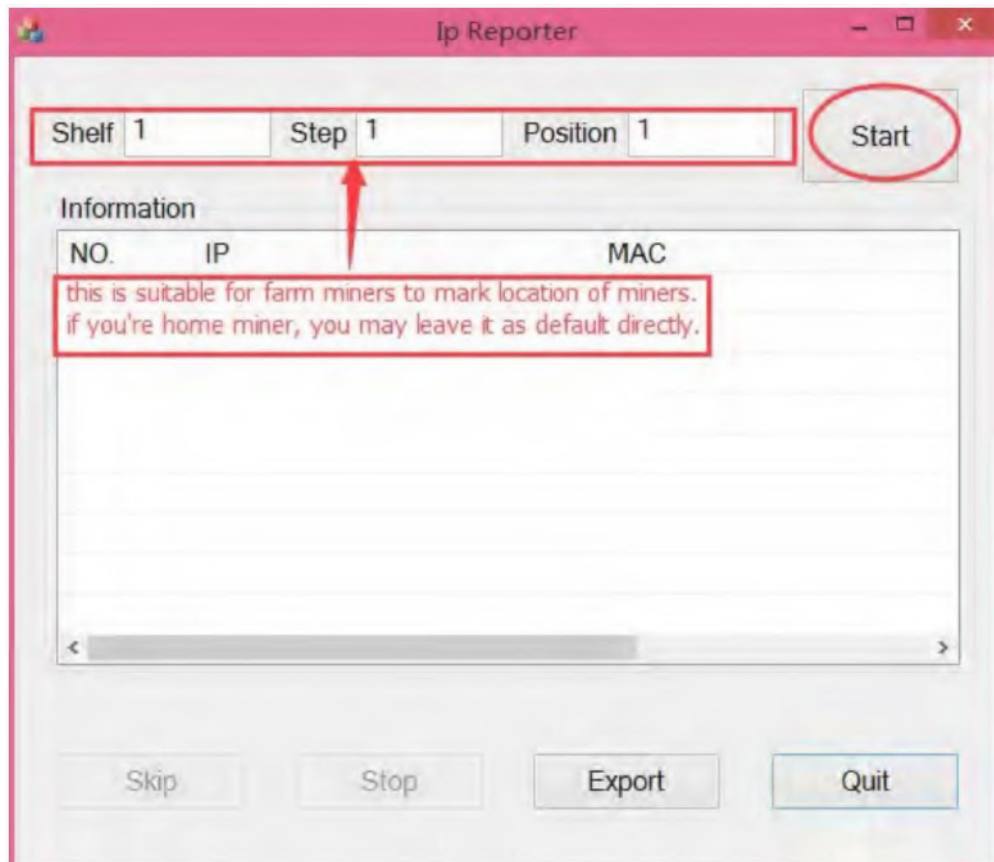 Ip Reporter
Shelf 1 Step 1 Position 1 Start
Information
NO. IP MAC
this is suitable for farm miners to mark location of miners.
if you're home miner, you may leave it as default directly.
Skip Stop Export Quit